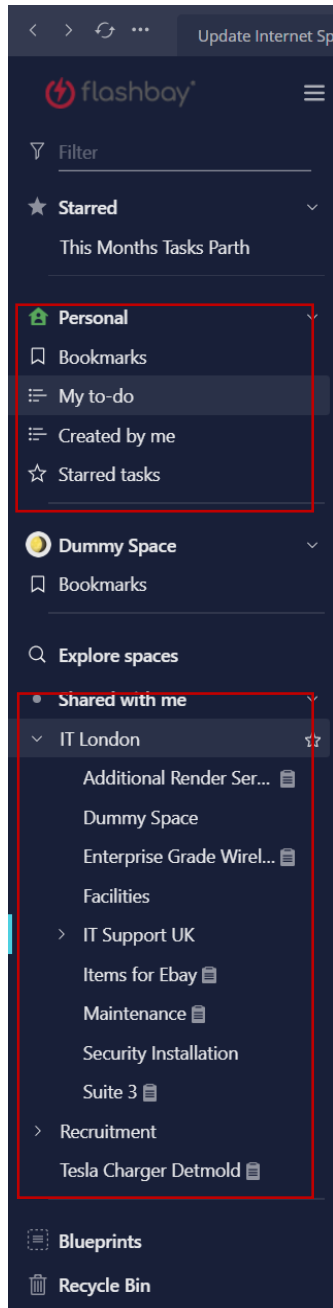 Update Internet Sp
flashbay
Filter
Starred
This Months Tasks Parth
Personal
Bookmarks
My to-do
Created by me
Starred tasks
Dummy Space
Bookmarks
Explore spaces
Shared with me
IT London
Additional Render Ser...
Dummy Space
Enterprise Grade Wirel...
Facilities
IT Support UK
Items for Ebay
Maintenance
Security Installation
Suite 3
Recruitment
Tesla Charger Detmold
Blueprints
Recycle Bin